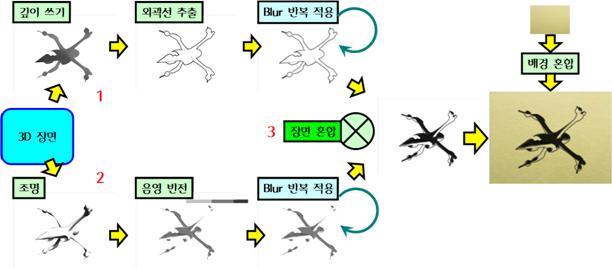 깊이 쓰기
외곽선 추출
Blur 반복 적용
배경 혼합
1
3D 장면
3
장면 혼합
2
조명
음영 반전
Blur 반복 적용